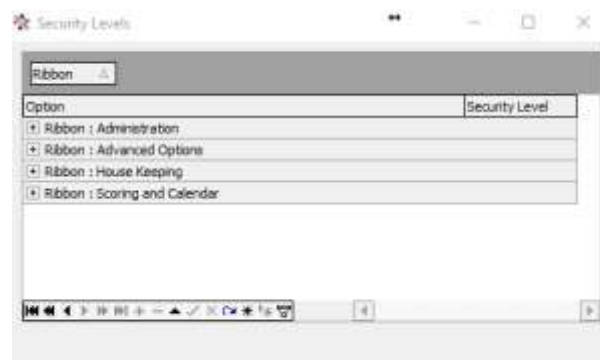 Security Levels
Ribbon
Option Security Level
Ribbon : Administration
Ribbon : Advanced Options
Ribbon : House Keeping
Ribbon : Scoring and Calendar